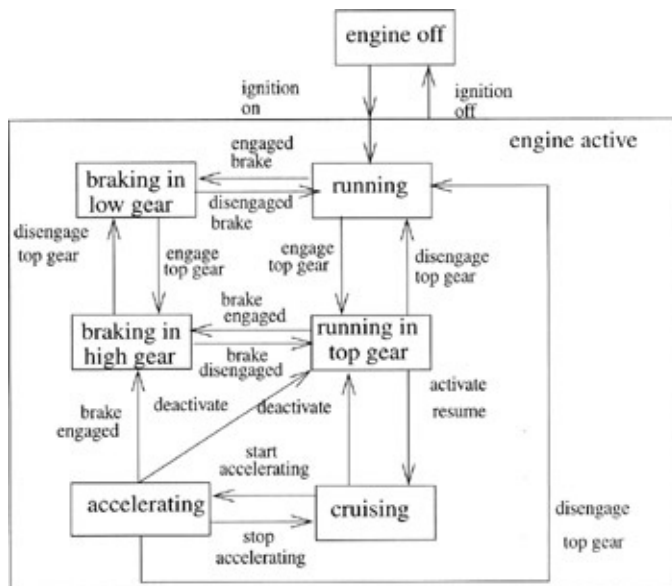 engine off
ignition
on
ignition
off
engine active
engaged
brake
braking in
low gear
running
disengaged
brake
disengage
top gear
engage
top gear
engage
top gear
disengage
top gear
brake
engaged
braking in
high gear
running in
top gear
brake
disengaged
brake
engaged
deactivate
deactivate
activate
resume
start
accelerating
accelerating
cruising
stop
accelerating
disengage
top gear